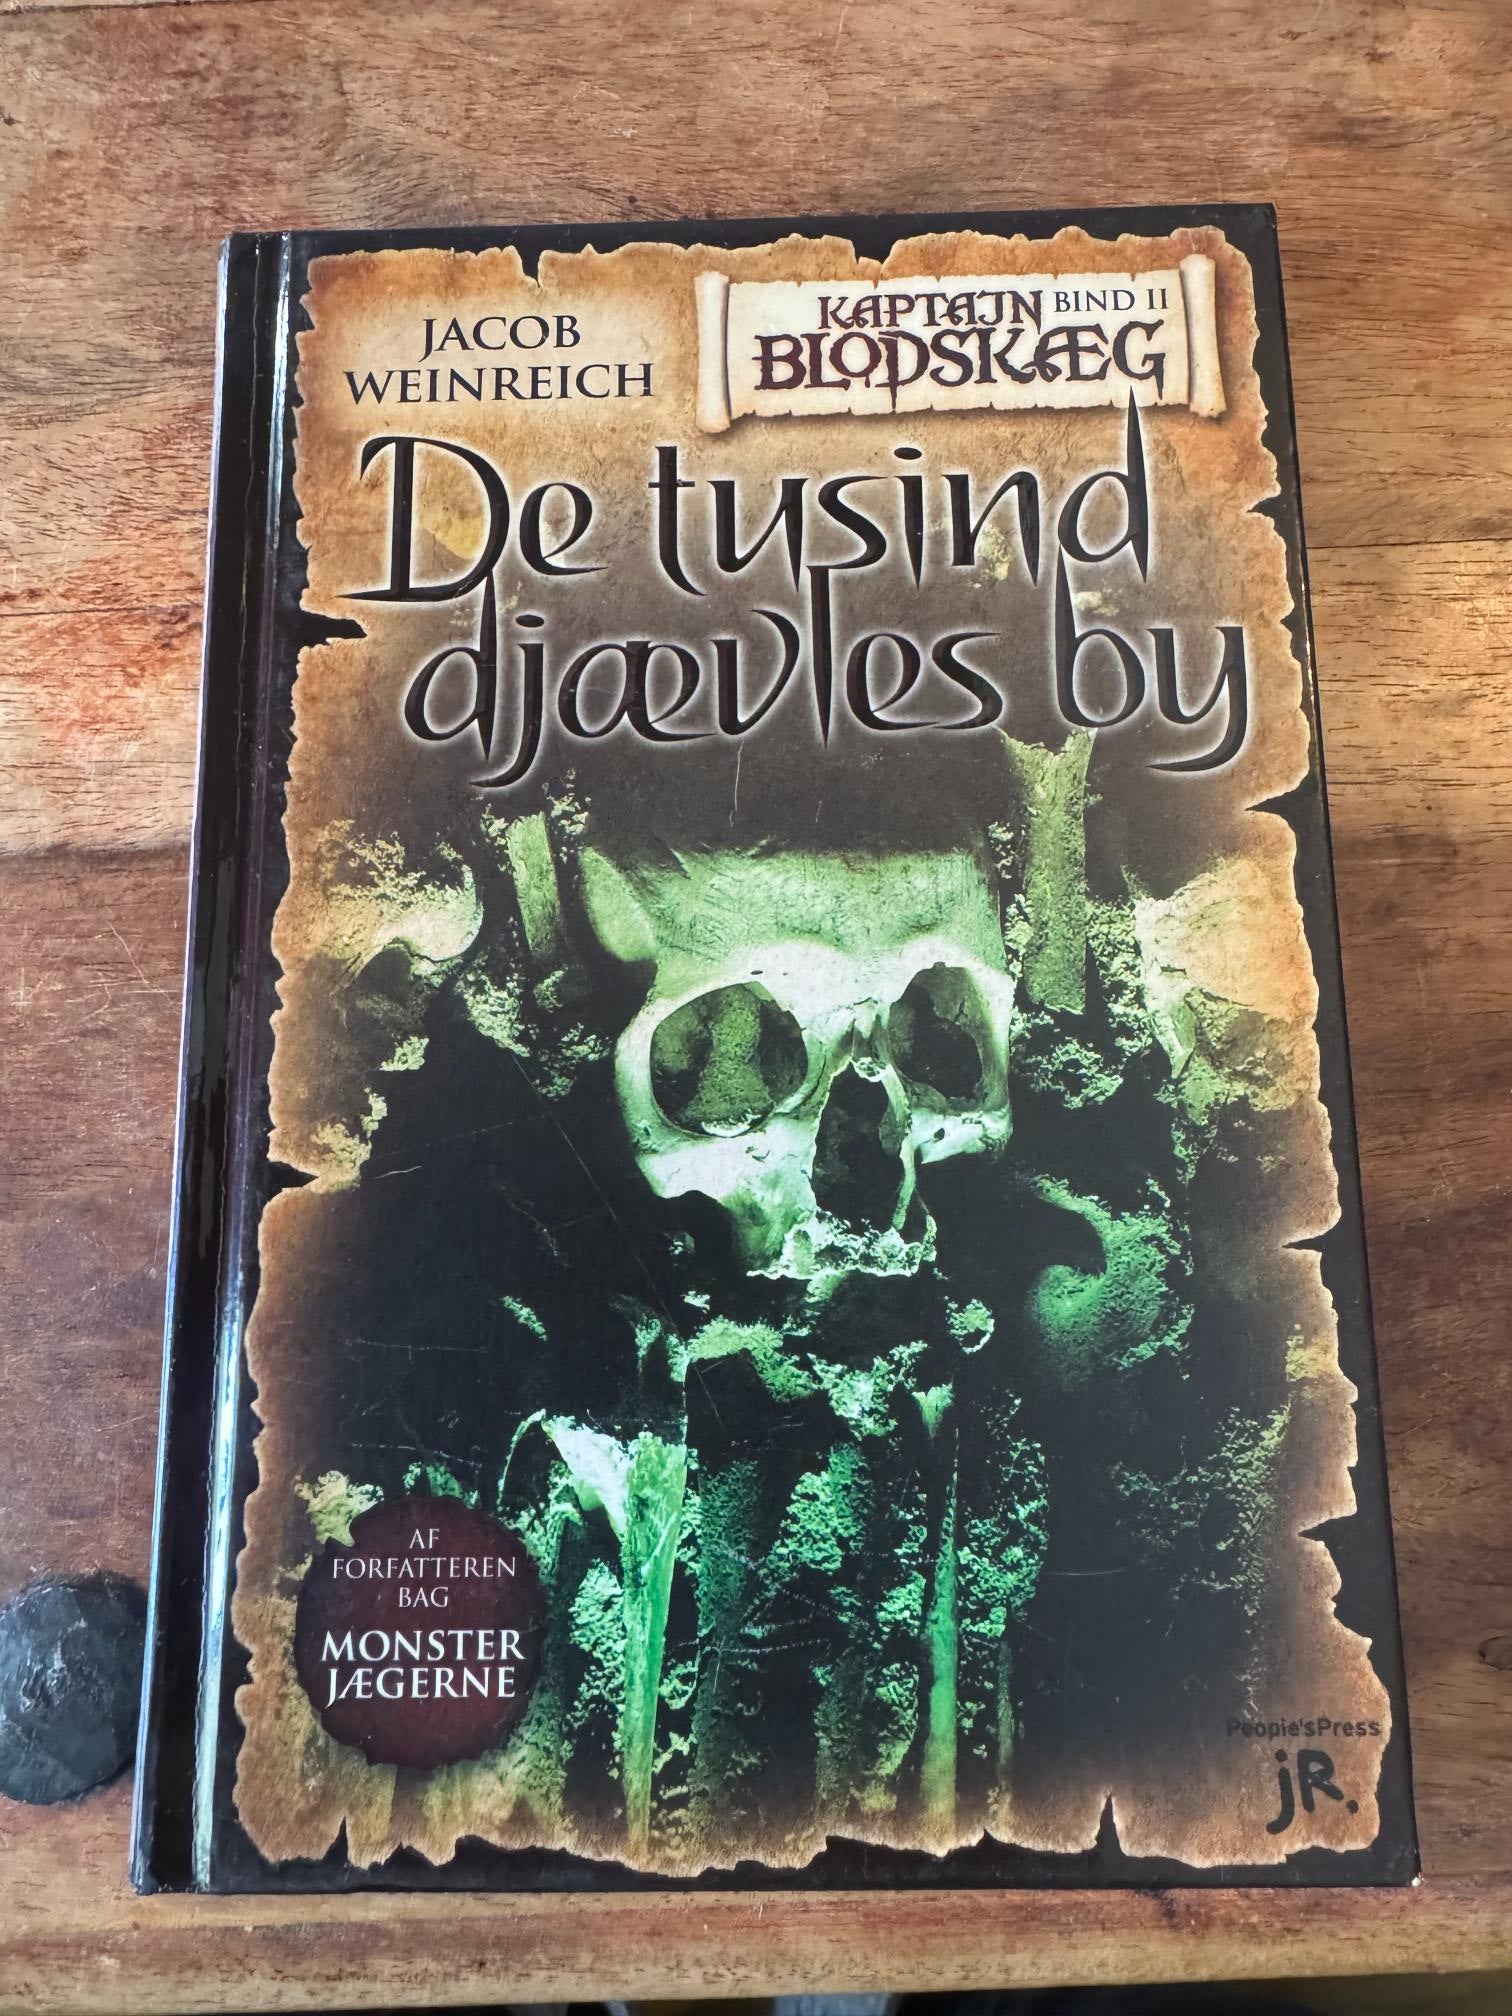 JACOB
WEINREICH
KAPTAJN BIND II
BLODSKÆG
De tusind
djævles by
AF
FORFATTEREN
BAG
MONSTER
JÆGERNE
People'sPress
jR.